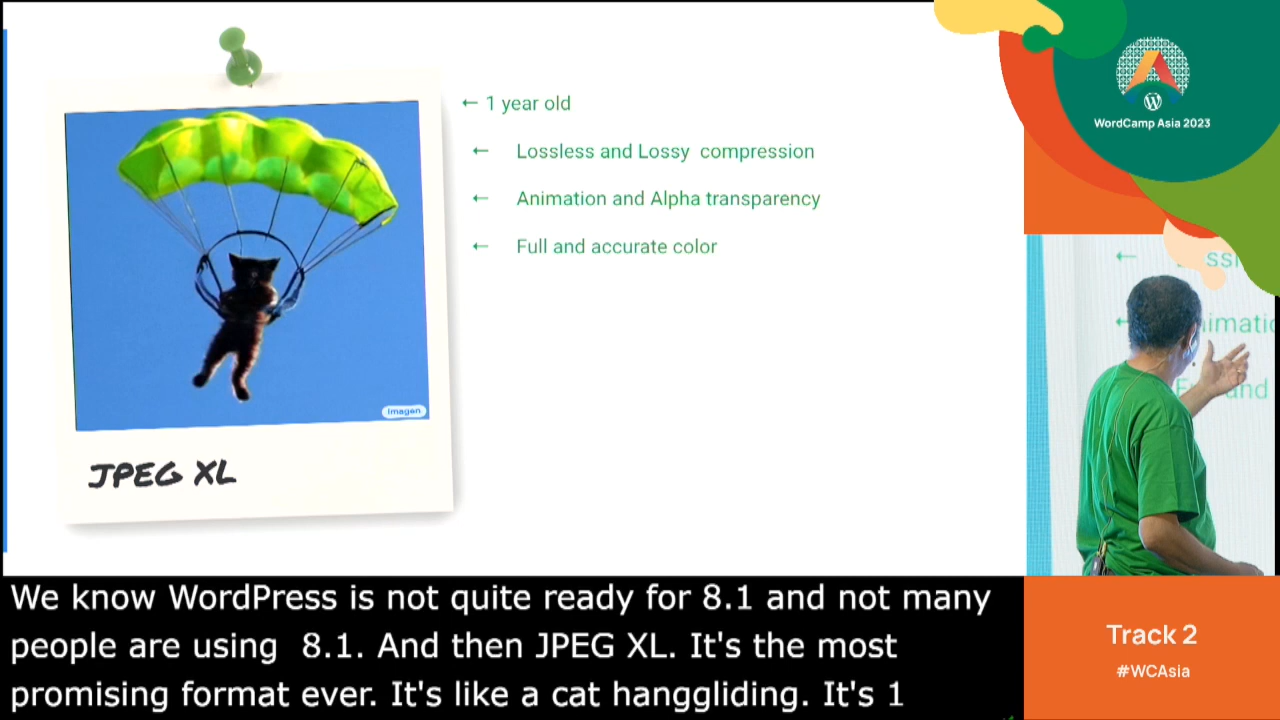 ← 1 year old
← Lossless and Lossy compression
← Animation and Alpha transparency
← Full and accurate color
Imagen
JPEG XL
WordCamp Asia 2023
We know WordPress is not quite ready for 8.1 and not many
people are using 8.1. And then JPEG XL. It's the most
promising format ever. It's like a cat hanggliding. It's 1
Track 2
#WCAsia